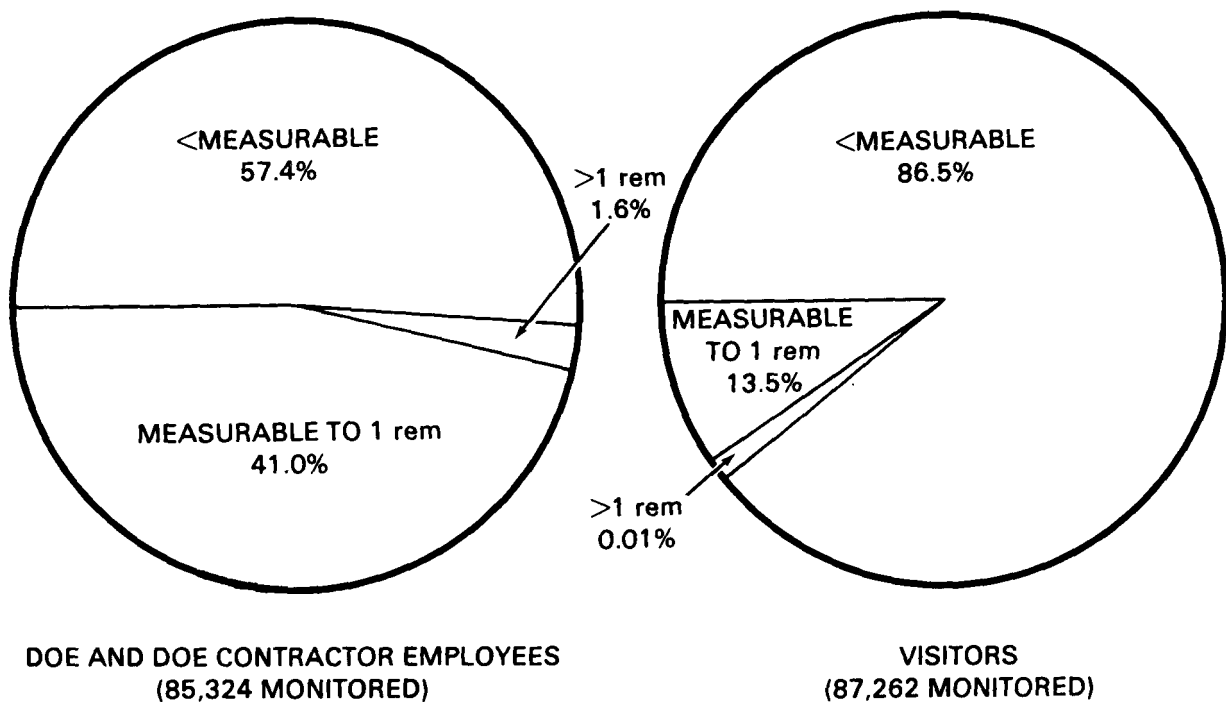 <MEASURABLE
57.4%
>1 rem
1.6%
MEASURABLE TO 1 rem
41.0%
DOE AND DOE CONTRACTOR EMPLOYEES
(85,324 MONITORED)
<MEASURABLE
86.5%
MEASURABLE
TO 1 rem
13.5%
>1 rem
0.01%
VISITORS
(87,262 MONITORED)